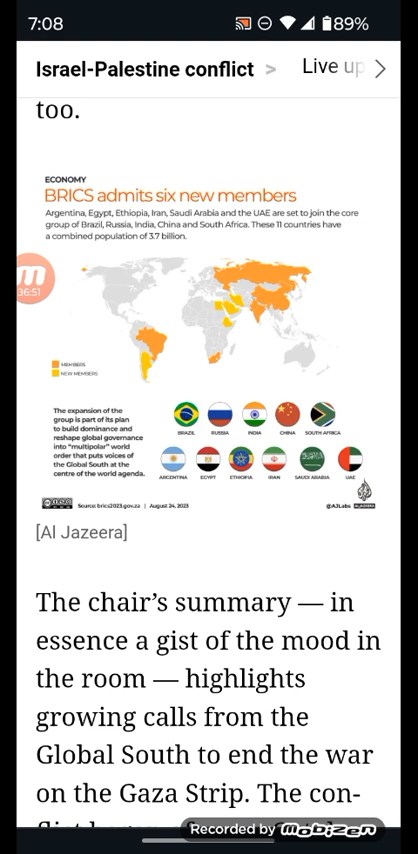 7:08
89%
Israel-Palestine conflict > Live up
too.
ECONOMY
BRICS admits six new members
Argentina, Egypt, Ethiopia, Iran, Saudi Arabia and the UAE are set to join the core
group of Brazil, Russia, India, China and South Africa. These 11 countries have
a combined population of 3.7 billion.
36:51
MEMBERS
NEW MEMBERS
The expansion of the
group is part of its plan
to build dominance and
reshape global governance
into "multipolar" world
order that puts voices of
the Global South at the
centre of the world agenda.
BRAZIL RUSSIA INDIA CHINA SOUTH AFRICA
ARGENTINA EGYPT ETHIOPIA IRAN SAUDI ARABIA UAE
Source: brics2023.gov.za | August 24, 2023
@AJLabs
[Al Jazeera]
The chair's summary — in
essence a gist of the mood in
the room — highlights
growing calls from the
Global South to end the war
on the Gaza Strip. The con-
Recorded by mobizen